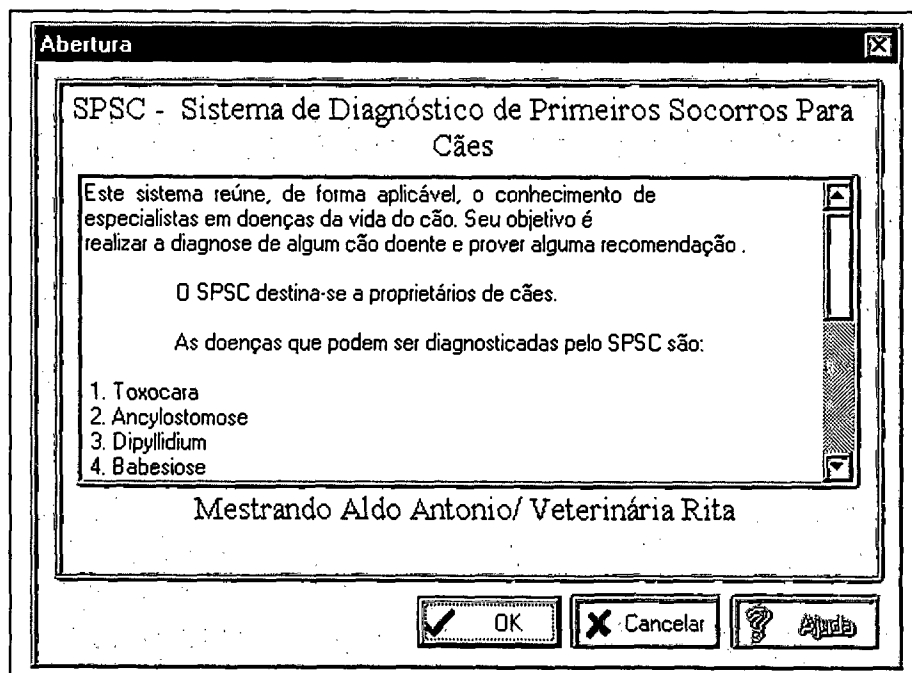 Abertura
SPSC - Sistema de Diagnóstico de Primeiros Socorros Para
Cães
Este sistema reúne, de forma aplicável, o conhecimento de
especialistas em doenças da vida do cão. Seu objetivo é
realizar a diagnose de algum cão doente e prover alguma recomendação .
O SPSC destina-se a proprietários de cães.
As doenças que podem ser diagnosticadas pelo SPSC são:
1. Toxocara
2. Ancylostomose
3. Dipyllidium
4. Babesiose
Mestrando Aldo Antonio/ Veterinária Rita
OK Cancelar Ajuda